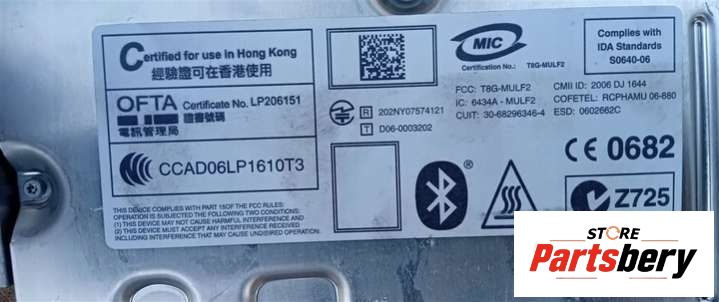 Certified for use in Hong Kong
經驗證可在香港使用
OFTA Certificate No. LP206151
電訊管理局 證書號碼
CCAD06LP1610T3
THIS DEVICE COMPLIES WITH PART 15OF THE FCC RULES:
OPERATION IS SUBJECTED THE FOLLOWING TWO CONDITIONS:
(1) THIS DEVICE MAY NOT CAUSE HARMFUL INTERFERENCE AND
(2) THIS DEVICE MUST ACCEPT ANY INTERFERENCE RECEIVED
INCLUDING INTERFERENCE THAT MAY CAUSE UNDESIRED OPERATION
R 202NY07574121
T D06-0003202
MIC
Certification No.: T8G-MULF2
Complies with
IDA Standards
S0640-06
FCC: T8G-MULF2
IC: 6434A - MULF2
CUIT: 30-68296346-4
CMII ID: 2006 DJ 1644
COFETEL: RCPHAMU 06-880
ESD: 0602662C
CE 0682
Z725
STORE
Partsbery